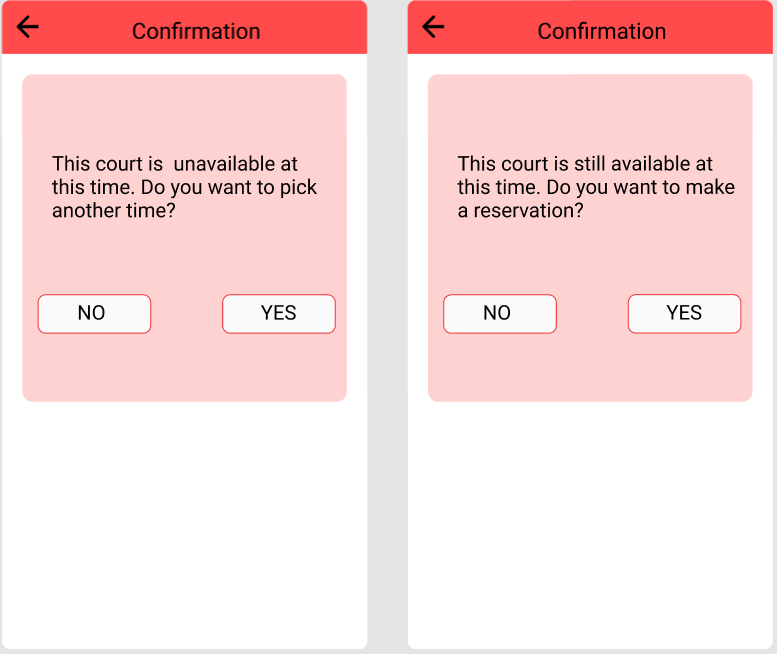 Confirmation
This court is  unavailable at
this time. Do you want to pick
another time?
NO
YES
Confirmation
This court is still available at
this time. Do you want to make
a reservation?
NO
YES